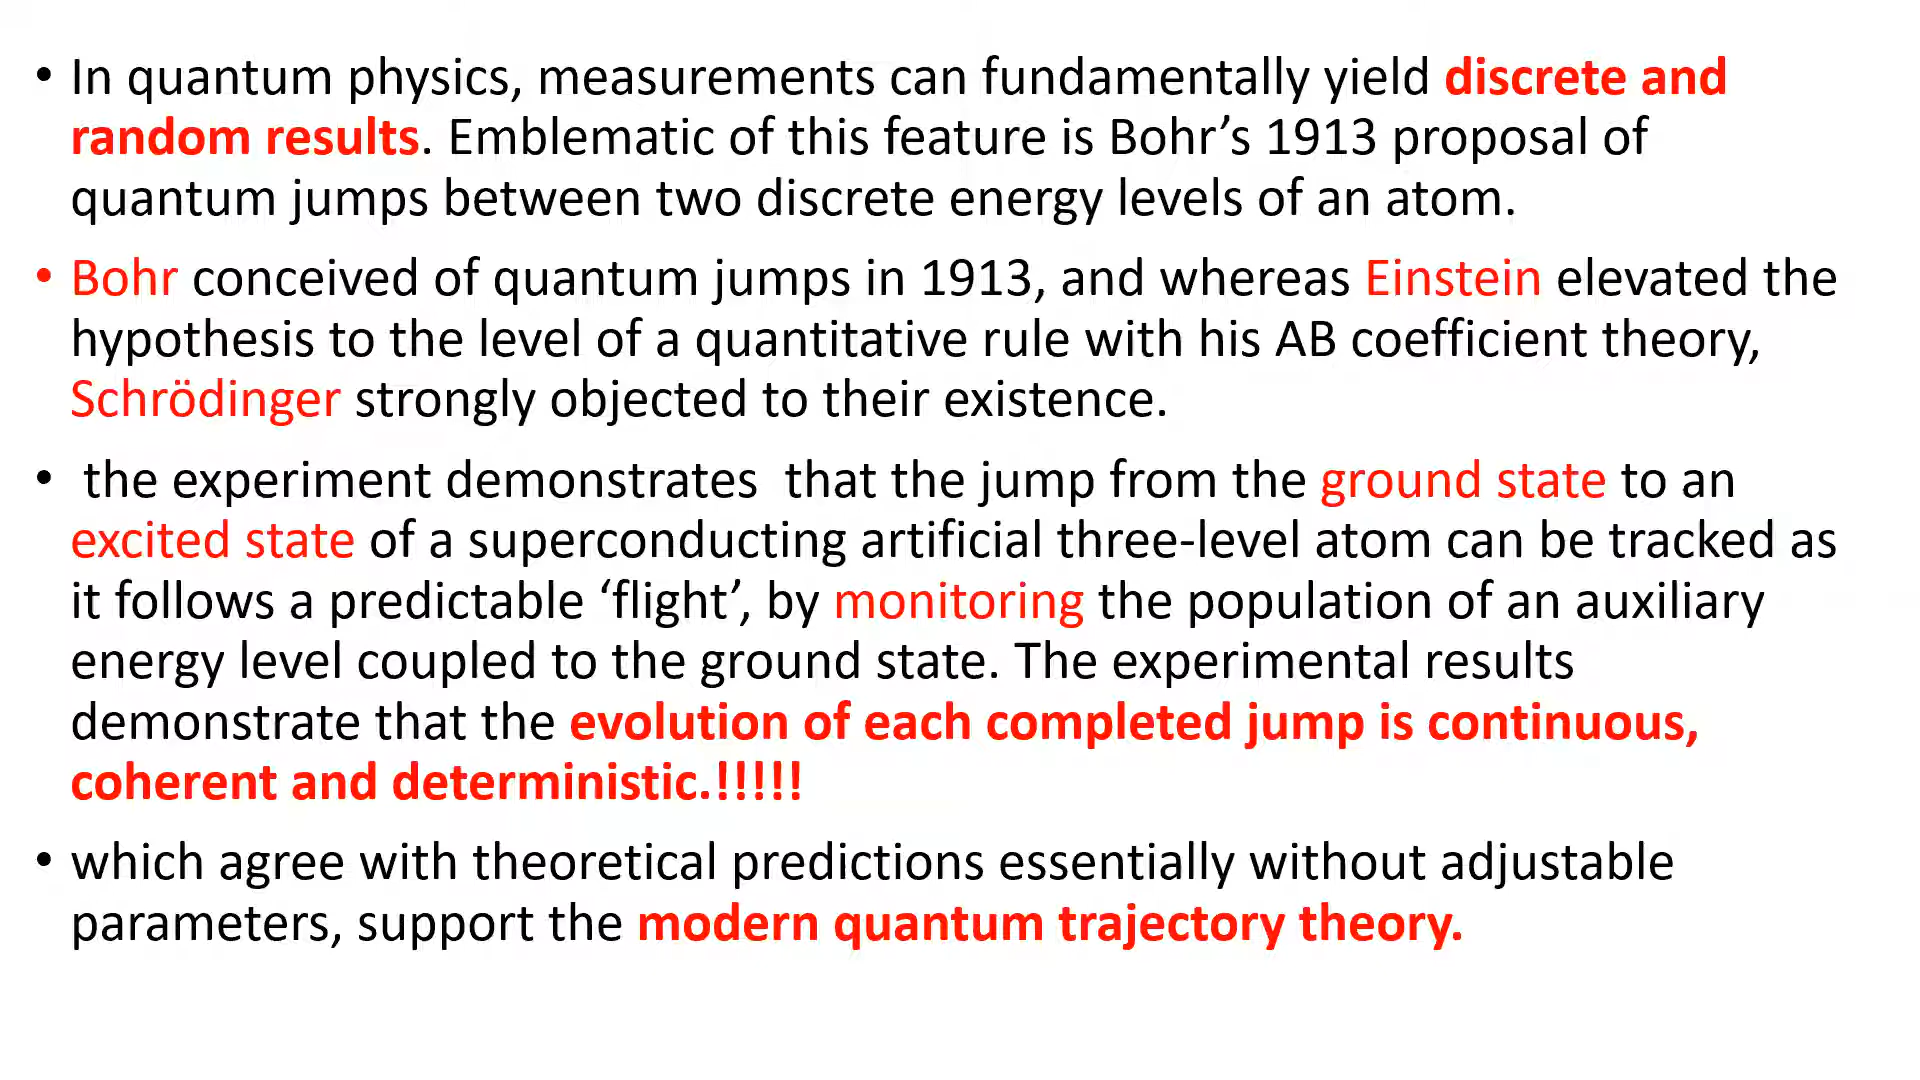 • In quantum physics, measurements can fundamentally yield discrete and
random results. Emblematic of this feature is Bohr’s 1913 proposal of
quantum jumps between two discrete energy levels of an atom.
• Bohr conceived of quantum jumps in 1913, and whereas Einstein elevated the
hypothesis to the level of a quantitative rule with his AB coefficient theory,
Schrödinger strongly objected to their existence.
• the experiment demonstrates  that the jump from the ground state to an
excited state of a superconducting artificial three-level atom can be tracked as
it follows a predictable ‘flight’, by monitoring the population of an auxiliary
energy level coupled to the ground state. The experimental results
demonstrate that the evolution of each completed jump is continuous,
coherent and deterministic.!!!!!
• which agree with theoretical predictions essentially without adjustable
parameters, support the modern quantum trajectory theory.